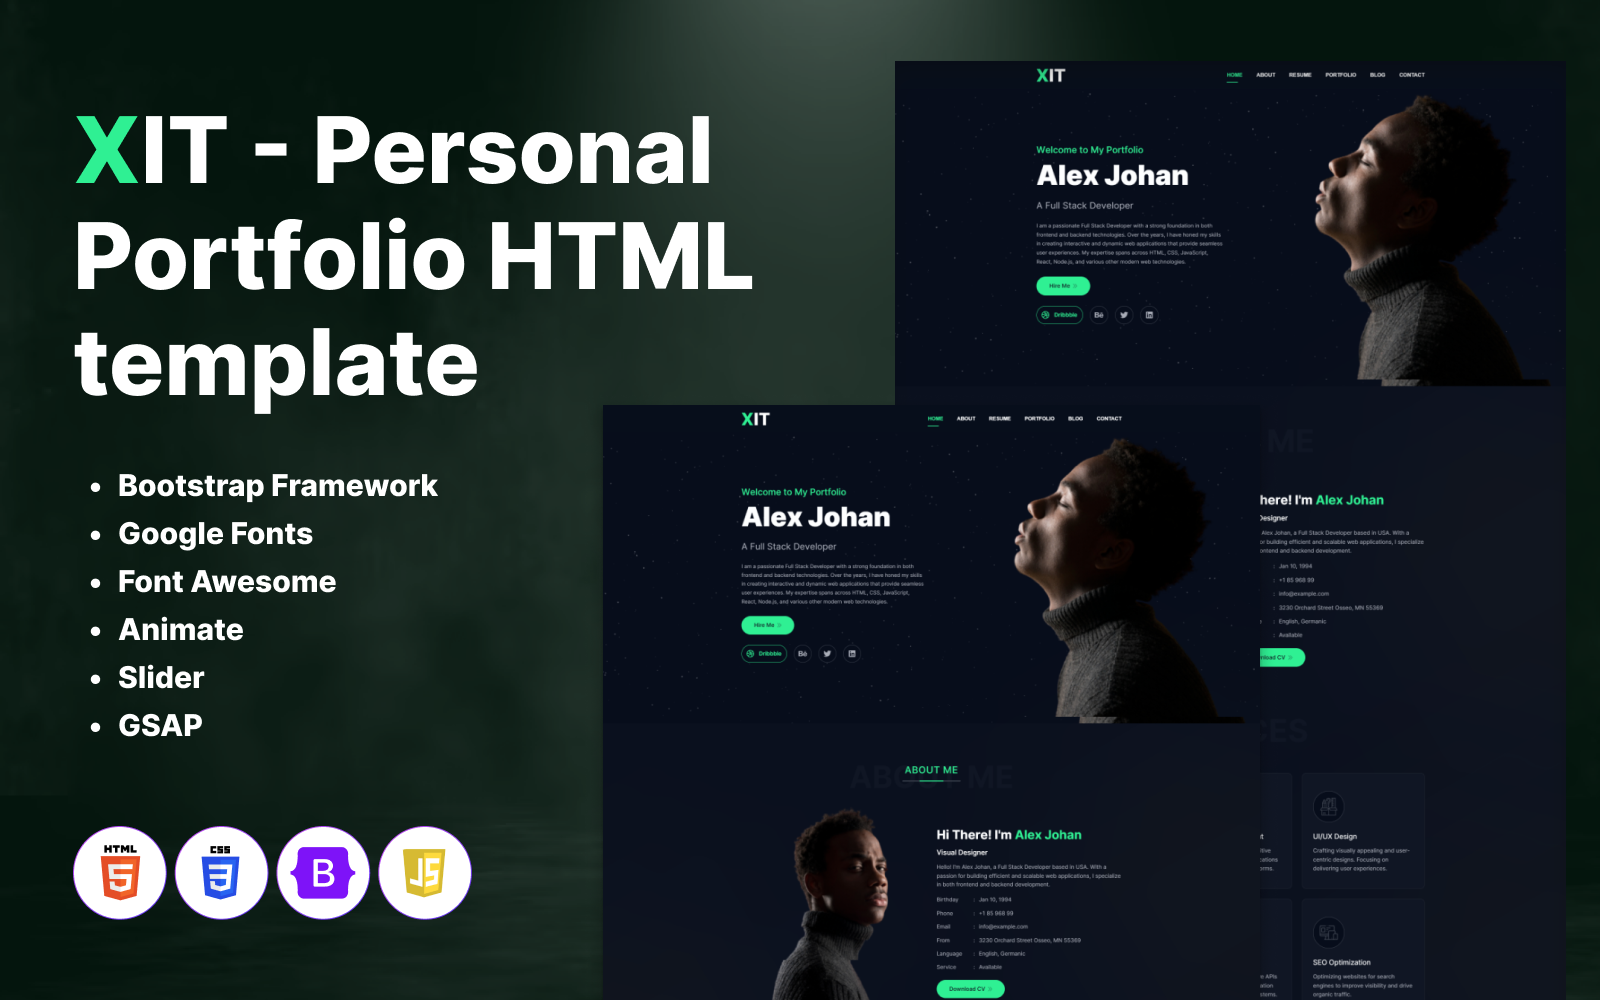 XIT - Personal
Portfolio HTML
template
Bootstrap Framework
Google Fonts
Font Awesome
Animate
Slider
GSAP
HTML
5
CSS
3
B
JS
XIT
HOME ABOUT RESUME PORTFOLIO BLOG CONTACT
Welcome to My Portfolio
Alex Johan
A Full Stack Developer
I am a passionate Full Stack Developer with a strong foundation in both
frontend and backend technologies. Over the years, I have honed my skills
in creating interactive and dynamic web applications that provide seamless
user experiences. My expertise spans across HTML, CSS, JavaScript,
React, Node.js, and various other modern web technologies.
Hire Me
Dribbble
Bē
ME
here! I'm Alex Johan
Designer
Alex Johan, a Full Stack Developer based in USA. With a
or building efficient and scalable web applications, I specialize
ontend and backend development.
: Jan 10, 1994
: +1 85 968 99
: info@example.com
: 3230 Orchard Street Osseo, MN 55369
: English, Germanic
: Available
nload CV
CES
UI/UX Design
Crafting visually appealing and user-
centric designs. Focusing on
delivering user experiences.
SEO Optimization
Optimizing websites for search
engines to improve visibility and drive
organic traffic.
XIT
HOME ABOUT RESUME PORTFOLIO BLOG CONTACT
Welcome to My Portfolio
Alex Johan
A Full Stack Developer
I am a passionate Full Stack Developer with a strong foundation in both
frontend and backend technologies. Over the years, I have honed my skills
in creating interactive and dynamic web applications that provide seamless
user experiences. My expertise spans across HTML, CSS, JavaScript,
React, Node.js, and various other modern web technologies.
Hire Me
Dribbble
Bē
ABOUT ME
ABOUT ME
Hi There! I'm Alex Johan
Visual Designer
Hello! I'm Alex Johan, a Full Stack Developer based in USA. With a
passion for building efficient and scalable web applications, I specialize
in both frontend and backend development.
Birthday : Jan 10, 1994
Phone : +1 85 968 99
Email : info@example.com
From : 3230 Orchard Street Osseo, MN 55369
Language : English, Germanic
Service : Available
Download CV